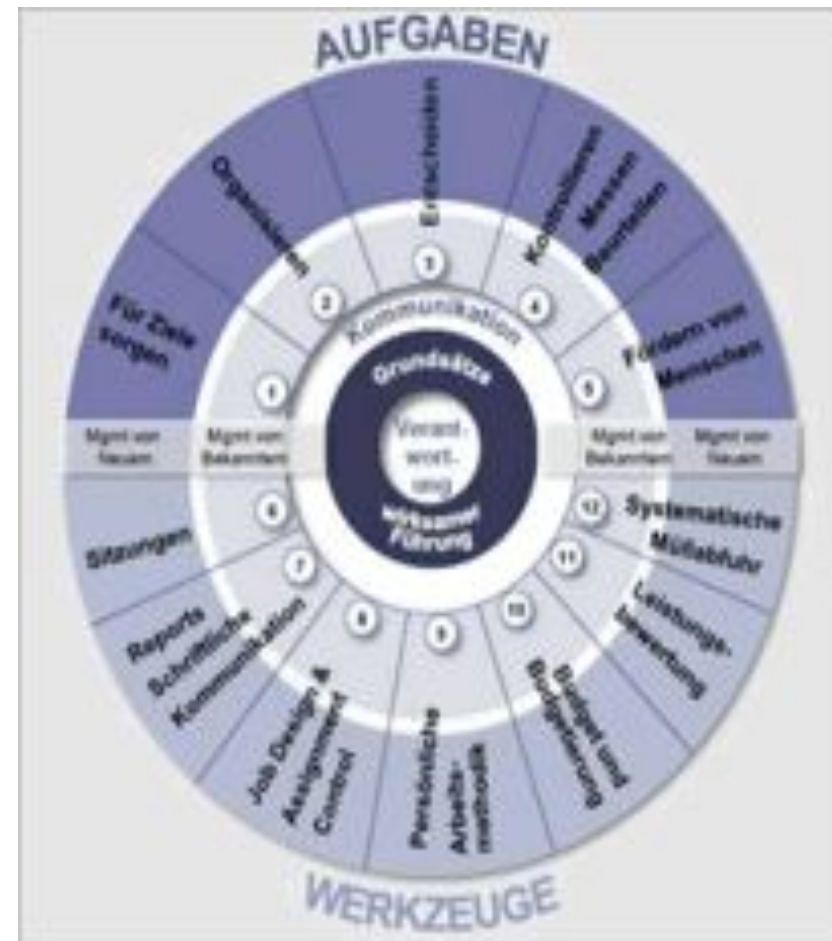 AUFGABEN
Für Ziele
sorgen
Organisieren
Entscheiden
Kontrollieren
Messen
Beurteilen
Fördern von
Menschen
1
2
3
4
5
Kommunikation
Grundsätze
Verant-
wort-
ung
wirksamer
Führung
Mgmt von
Neuem
Mgmt von
Bekanntem
Mgmt von
Bekanntem
Mgmt von
Neuem
6
7
8
9
10
11
12
Sitzungen
Reports
Schriftliche
Kommunikation
Job Design &
Assignment
Control
Persönliche
Arbeits-
methodik
Budget und
Budgetierung
Leistungs-
bewertung
Systematische
Müllabfuhr
WERKZEUGE